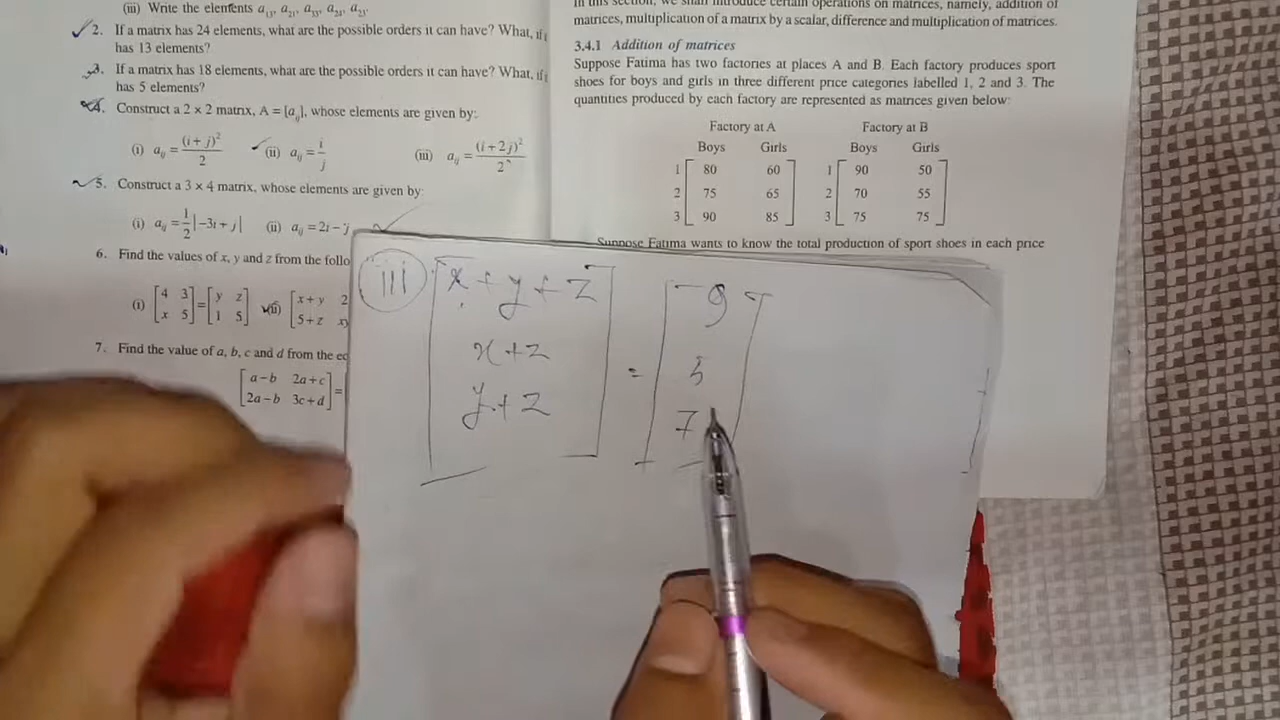 (iii) Write the elements a13, a21, a33, a24, a23.
2. If a matrix has 24 elements, what are the possible orders it can have? What, if
has 13 elements?
3. If a matrix has 18 elements, what are the possible orders it can have? What, if
has 5 elements?
4. Construct a 2 × 2 matrix, A = [aij], whose elements are given by:
(i) aij = (i + j)²/2 (ii) aij = i/j (iii) aij = (i + 2j)²/2
5. Construct a 3 × 4 matrix, whose elements are given by:
(i) aij = 1/2 |−3i + j| (ii) aij = 2i − j
6. Find the values of x, y and z from the follo
(i) [4 3
x 5] = [y z
1 5] (ii) [x + y 2
5 + z xy
7. Find the value of a, b, c and d from the eq
[a − b 2a + c
2a − b 3c + d] =
In this section, we shall introduce certain operations on matrices, namely, addition of
matrices, multiplication of a matrix by a scalar, difference and multiplication of matrices.
3.4.1 Addition of matrices
Suppose Fatima has two factories at places A and B. Each factory produces sport
shoes for boys and girls in three different price categories labelled 1, 2 and 3. The
quantities produced by each factory are represented as matrices given below:
Factory at A Factory at B
Boys Girls Boys Girls
1 [80 60] 1 [90 50]
2 [75 65] 2 [70 55]
3 [90 85] 3 [75 75]
Suppose Fatima wants to know the total production of sport shoes in each price
iii [x + y + z] [9]
[x + z] = [5]
[y + z] [7]